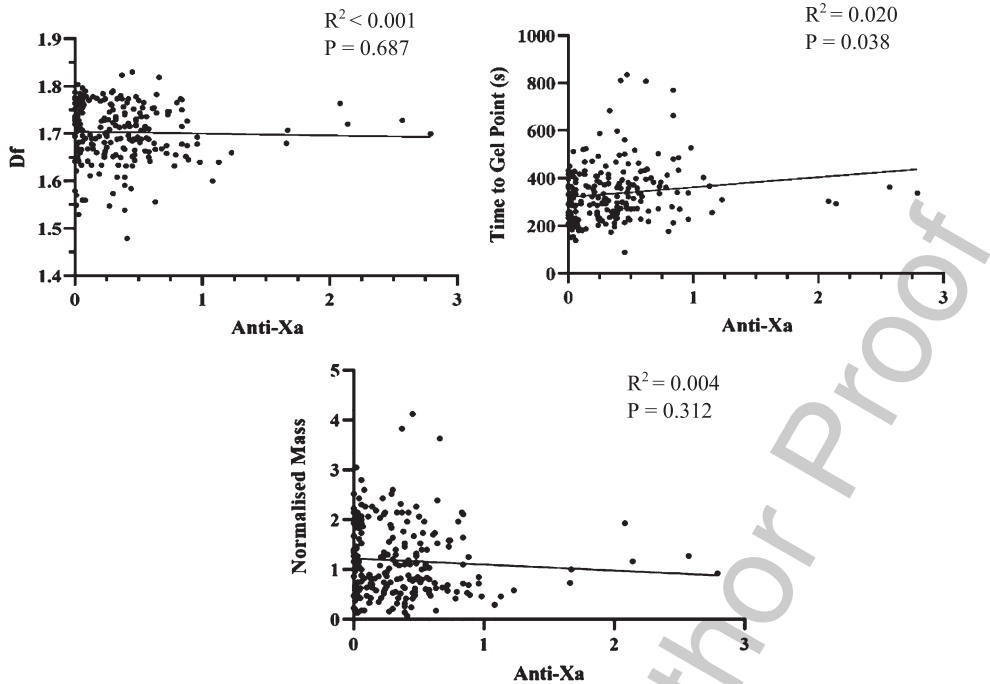 R² < 0.001
P = 0.687
1.9
1.8
1.7
1.6
1.5
1.4
Df
0
1
2
3
Anti-Xa
R² = 0.020
P = 0.038
1000
800
600
400
200
0
Time to Gel Point (s)
0
1
2
3
Anti-Xa
R² = 0.004
P = 0.312
5
4
3
2
1
0
Normalised Mass
0
1
2
3
Anti-Xa
thor Proof